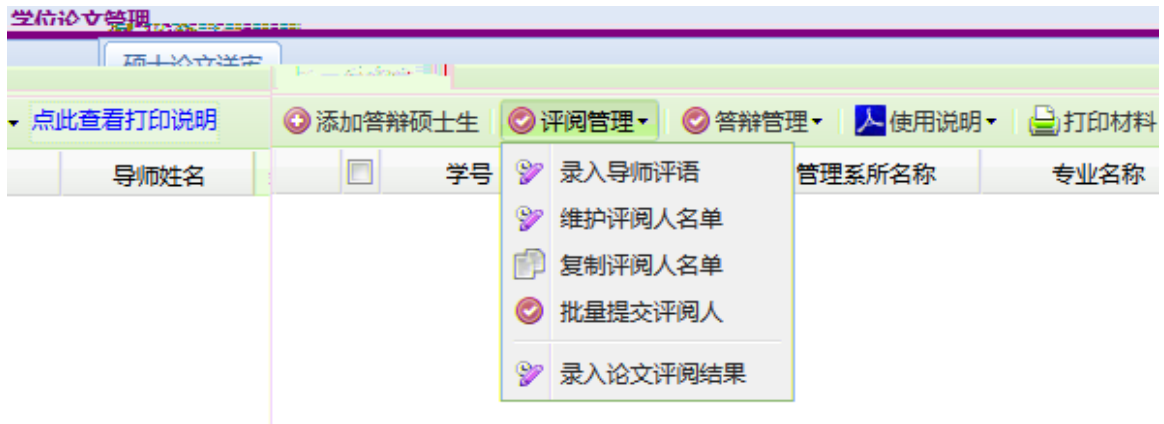 学位论文管理
硕士论文送审
点此查看打印说明 添加答辩硕士生 评阅管理 答辩管理 使用说明 打印材料
导师姓名 学号 管理系所名称 专业名称
录入导师评语
维护评阅人名单
复制评阅人名单
批量提交评阅人
录入论文评阅结果